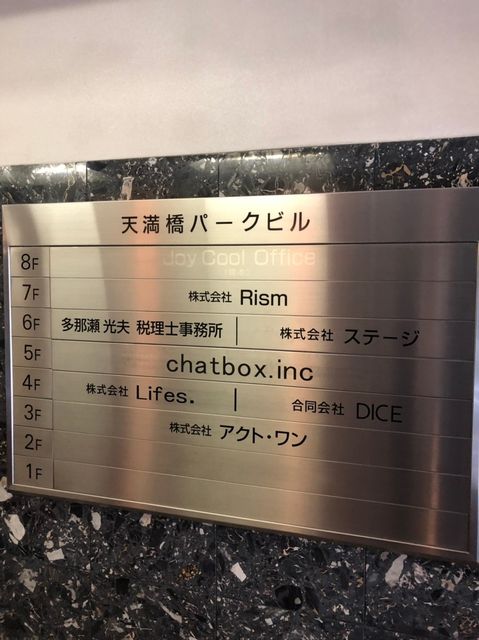 天満橋パークビル
8F Joy Cool Office
7F 株式会社 Rism
6F 多那瀬 光夫 税理士事務所 | 株式会社 ステージ
5F chatbox.inc
4F 株式会社 Lifes. | 合同会社 DICE
3F 株式会社 アクト・ワン
2F
1F